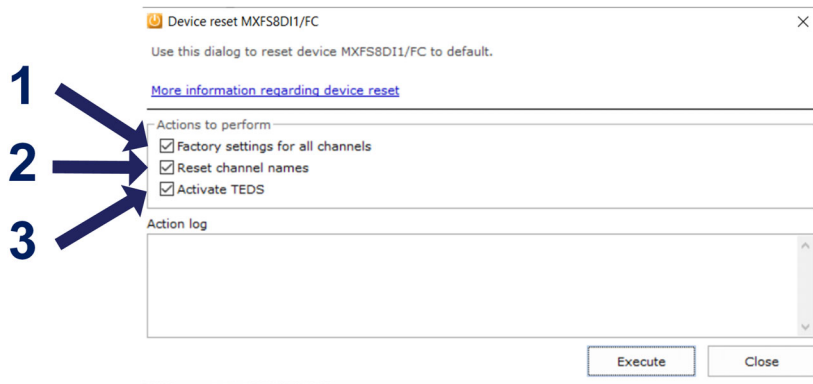 Device reset MXFS8DI1/FC
Use this dialog to reset device MXFS8DI1/FC to default.
More information regarding device reset
1
2
3
Actions to perform
Factory settings for all channels
Reset channel names
Activate TEDS
Action log
Execute
Close